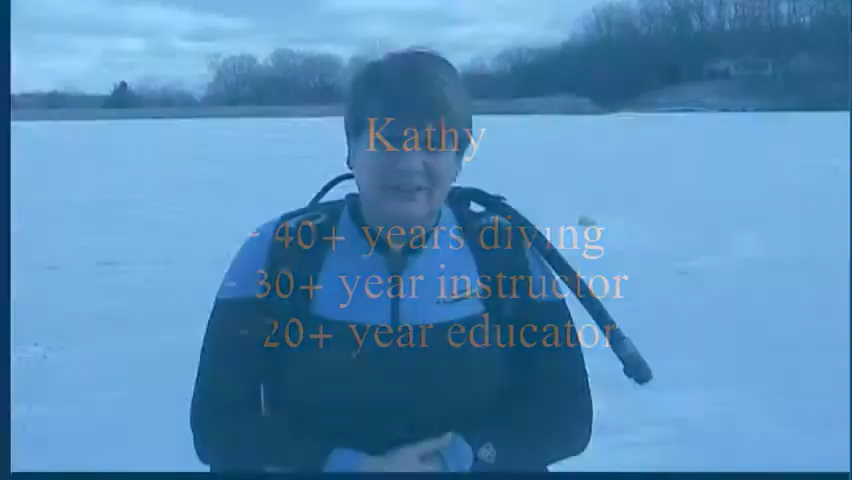 Kathy
- 40+ years diving
- 30+ year instructor
- 20+ year educator